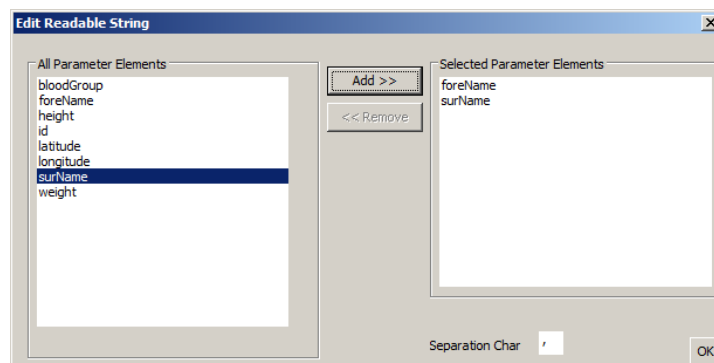 Edit Readable String
All Parameter Elements
bloodGroup
foreName
height
id
latitude
longitude
surName
weight
Add >>
<< Remove
Selected Parameter Elements
foreName
surName
Separation Char ,
OK